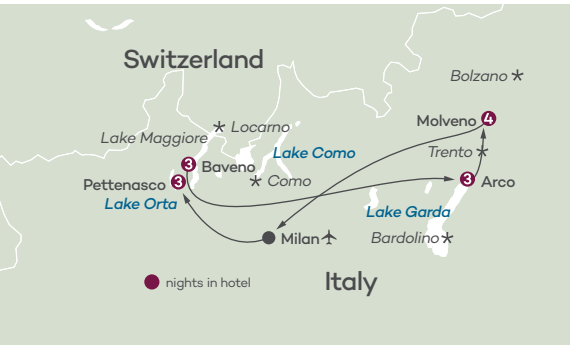 Switzerland
Bolzano
Molveno 4
Locarno
Lake Maggiore
Lake Como
Trento
3 Baveno
Pettenasco 3
Como
3 Arco
Lake Orta
Lake Garda
Milan
Bardolino
nights in hotel
Italy